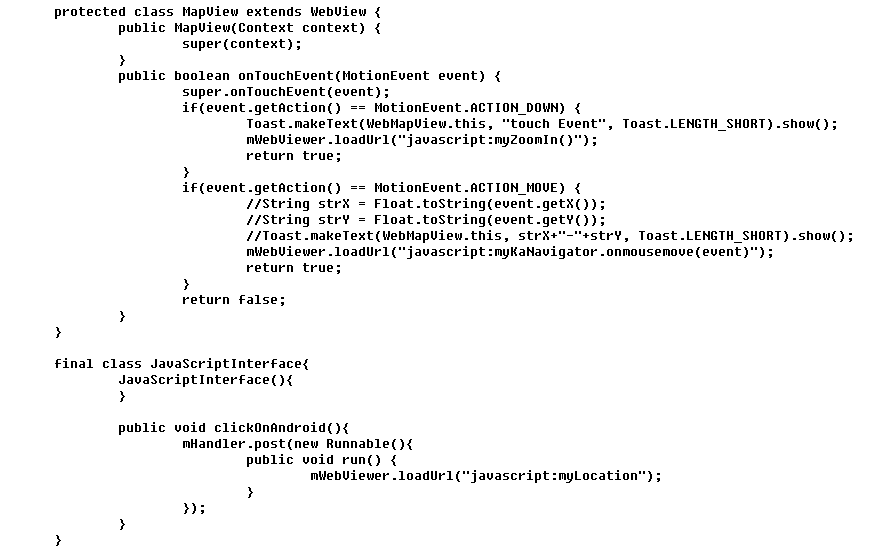 protected class MapView extends WebView {
public MapView(Context context) {
super(context);
}
public boolean onTouchEvent(MotionEvent event) {
super.onTouchEvent(event);
if(event.getAction() == MotionEvent.ACTION_DOWN) {
Toast.makeText(WebMapView.this, "touch Event", Toast.LENGTH_SHORT).show();
mWebViewer.loadUrl("javascript:myZoomIn()");
return true;
}
if(event.getAction() == MotionEvent.ACTION_MOVE) {
//String strX = Float.toString(event.getX());
//String strY = Float.toString(event.getY());
//Toast.makeText(WebMapView.this, strX+"-"+strY, Toast.LENGTH_SHORT).show();
mWebViewer.loadUrl("javascript:myKaNavigator.onmousemove(event)");
return true;
}
return false;
}
}
final class JavaScriptInterface{
JavaScriptInterface(){
}
public void clickOnAndroid(){
mHandler.post(new Runnable(){
public void run() {
mWebViewer.loadUrl("javascript:myLocation");
}
});
}
}